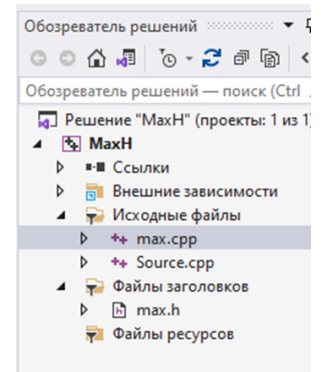 Обозреватель решений
Обозреватель решений — поиск (Ctrl
Решение "MaxH" (проекты: 1 из 1)
MaxH
Ссылки
Внешние зависимости
Исходные файлы
max.cpp
Source.cpp
Файлы заголовков
max.h
Файлы ресурсов